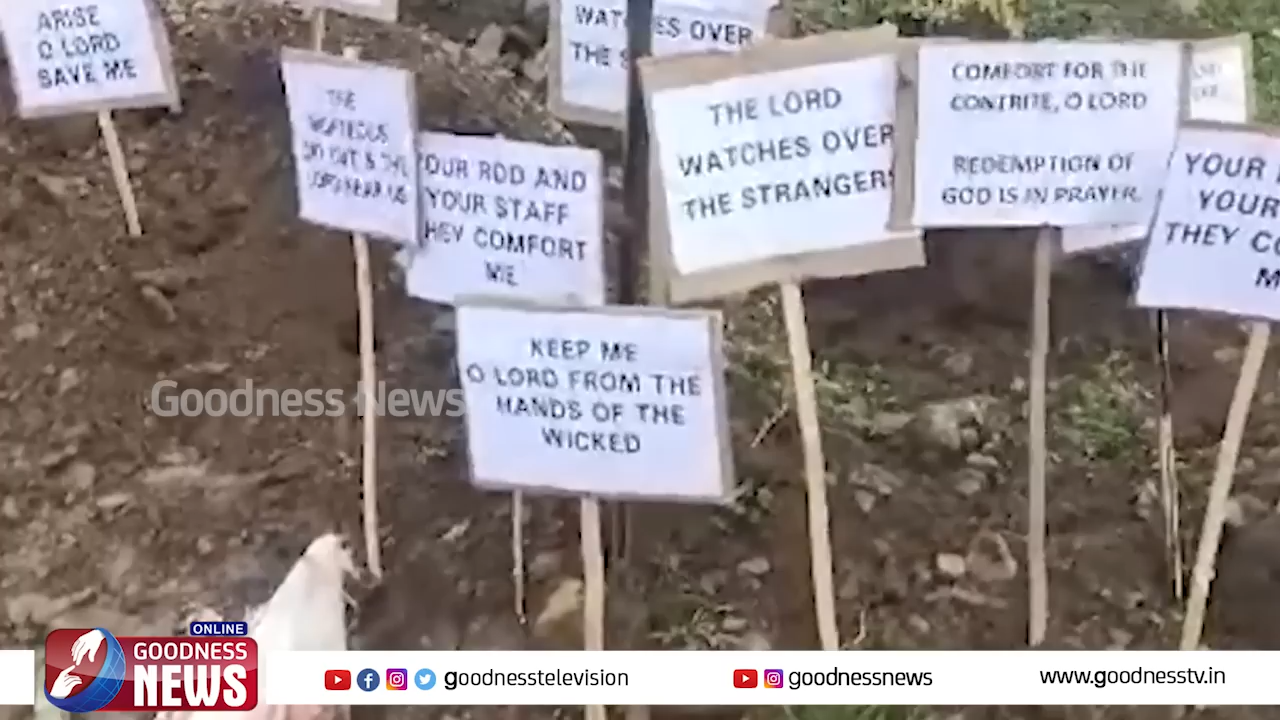 ARISE
O LORD
SAVE ME
THE
WATCHES OVER
THE
THE LORD
WATCHES OVER
THE STRANGERS
COMFORT FOR THE
CONTRITE, O LORD
REDEMPTION OF
GOD IS IN PRAYER.
YOUR ROD AND
YOUR STAFF
THEY COMFORT
ME
YOUR
YOUR
THEY
KEEP ME
O LORD FROM THE
HANDS OF THE
WICKED
Goodness News
ONLINE
GOODNESS
NEWS
goodnesstelevision
goodnessnews
www.goodnesstv.in